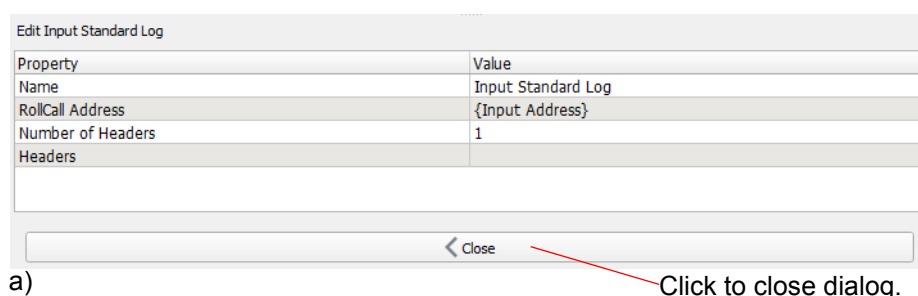 Edit Input Standard Log
Property Value
Name Input Standard Log
RollCall Address {Input Address}
Number of Headers 1
Headers
Close
a) Click to close dialog.